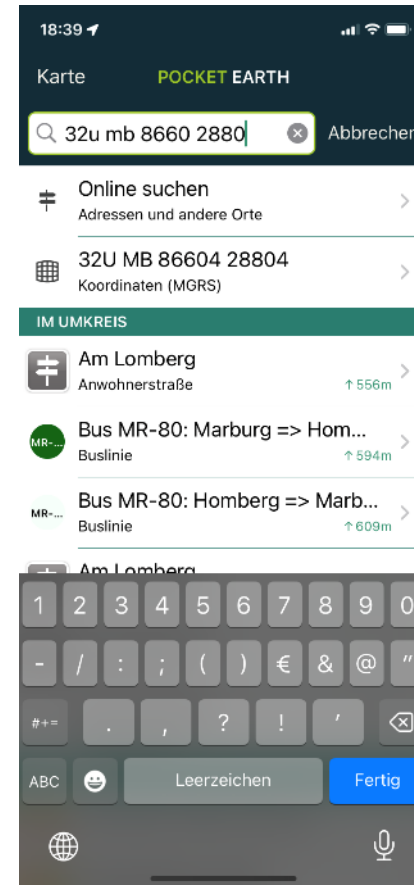 18:39
Karte POCKET EARTH
32u mb 8660 2880 Abbrechen
Online suchen
Adressen und andere Orte
32U MB 86604 28804
Koordinaten (MGRS)
IM UMKREIS
Am Lomberg
Anwohnerstraße ↑ 556m
MR-... Bus MR-80: Marburg => Hom...
Buslinie ↑ 594m
MR-... Bus MR-80: Homberg => Marb...
Buslinie ↑ 609m
Am Lomberg
1 2 3 4 5 6 7 8 9 0
- / : ; ( ) € & @ "
#+= . , ? ! '
ABC Leerzeichen Fertig